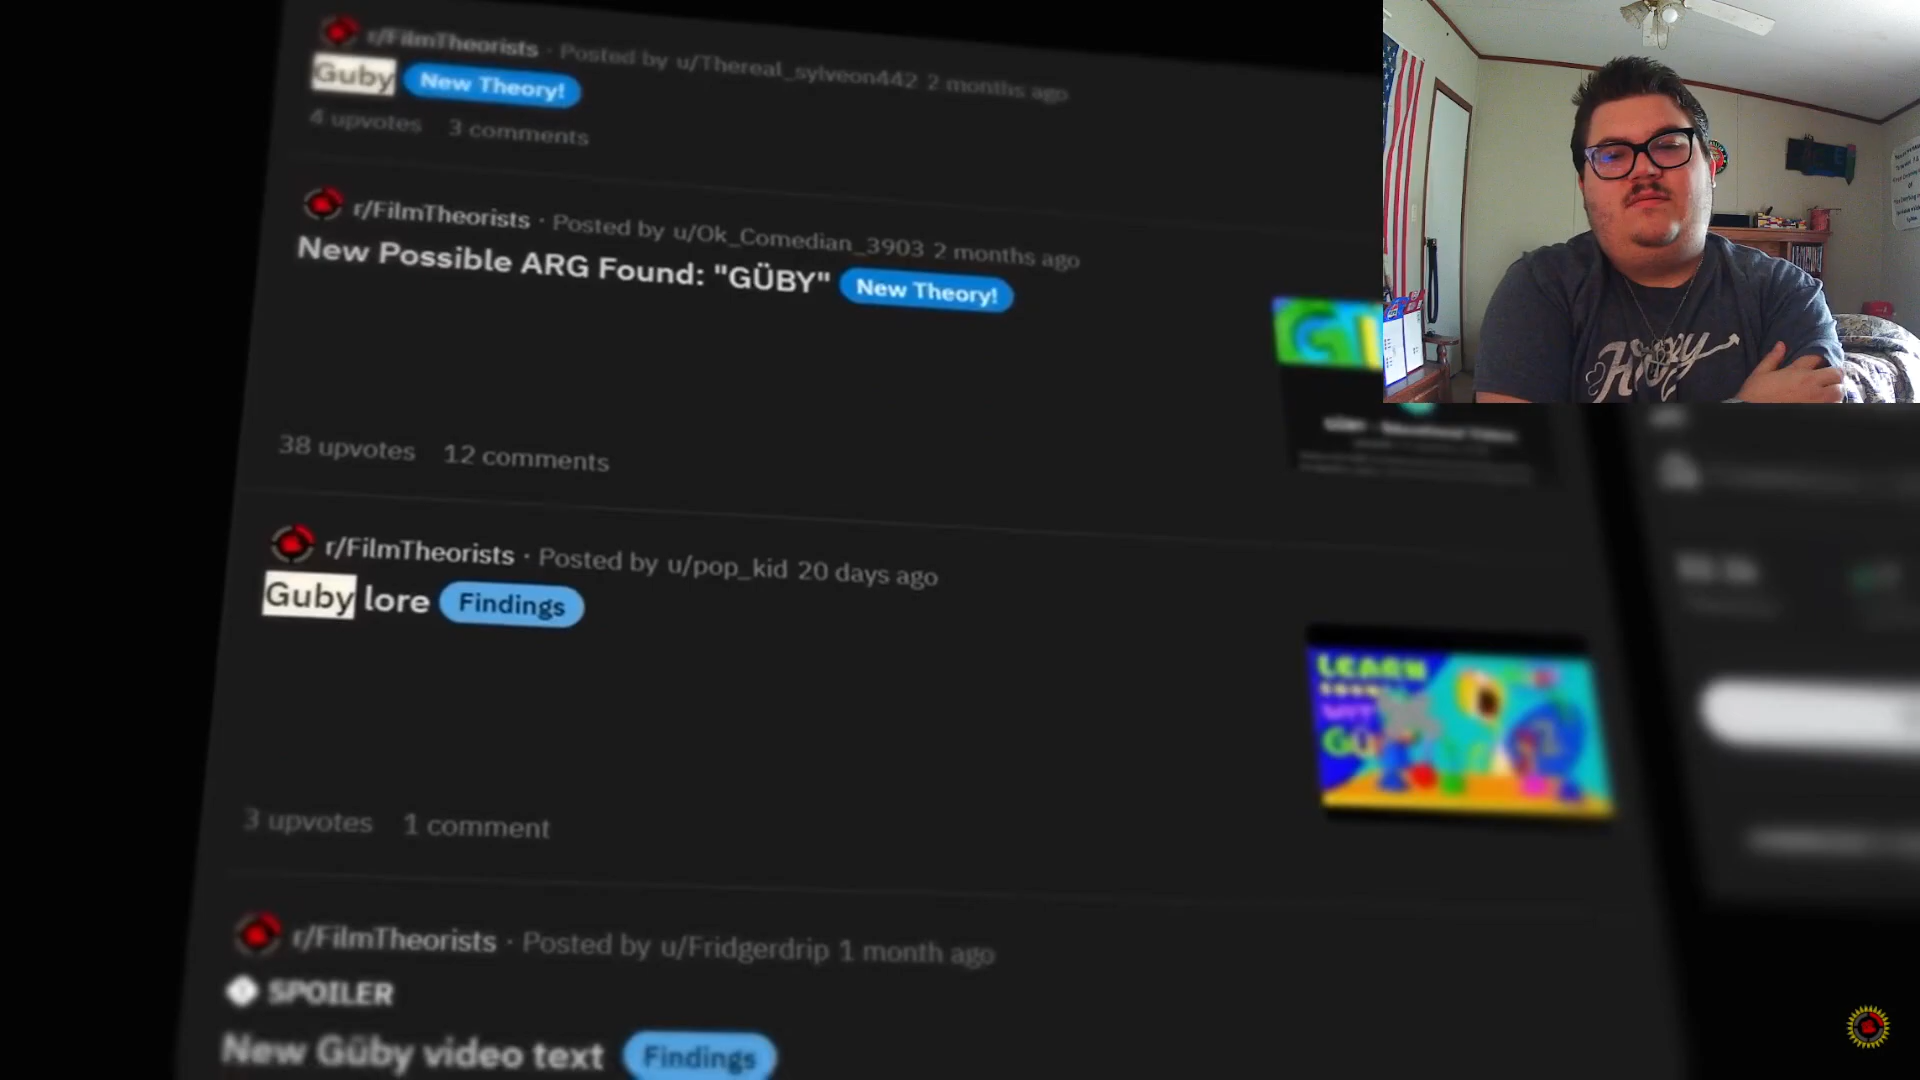 r/FilmTheorists · Posted by u/Thereal_sylveon442 2 months ago
Guby New Theory!
4 upvotes 3 comments
r/FilmTheorists · Posted by u/Ok_Comedian_3903 2 months ago
New Possible ARG Found: "GÜBY" New Theory!
38 upvotes 12 comments
r/FilmTheorists · Posted by u/pop_kid 20 days ago
Guby lore Findings
LEARN
GÜ
3 upvotes 1 comment
r/FilmTheorists · Posted by u/Fridgerdrip 1 month ago
SPOILER
New Güby video text Findings